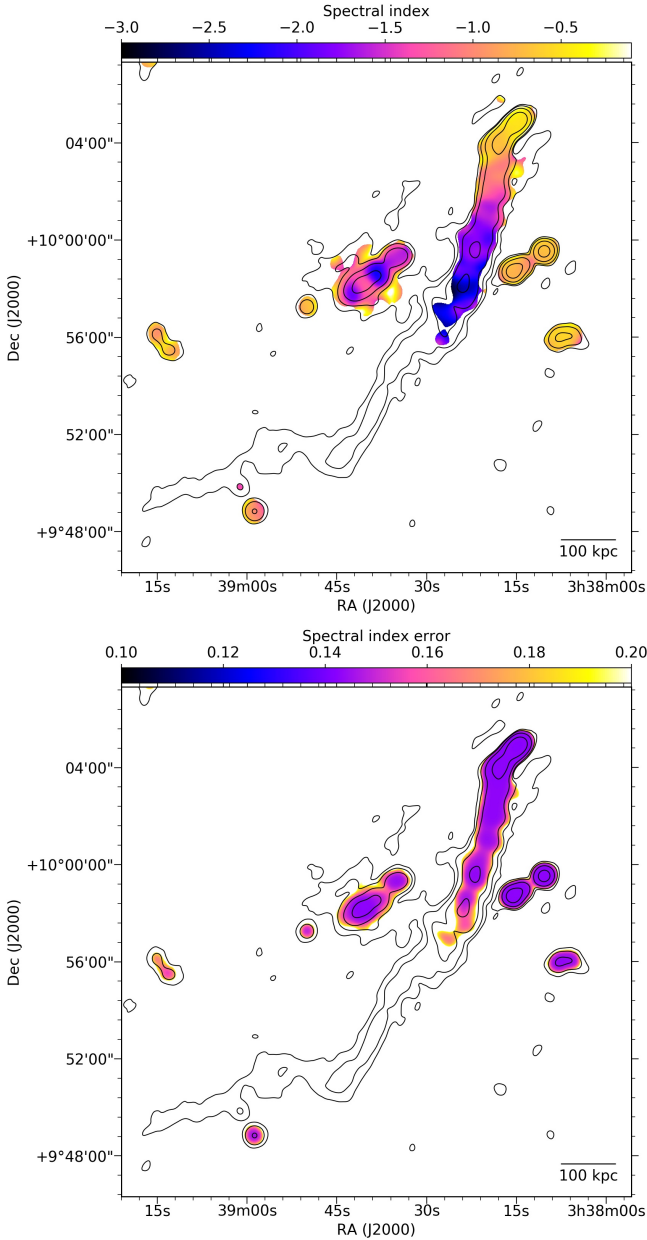 Spectral index
−3.0 −2.5 −2.0 −1.5 −1.0 −0.5
04'00"
+10°00'00"
56'00"
52'00"
+9°48'00"
Dec (J2000)
100 kpc
15s 39m00s 45s 30s 15s 3h38m00s
RA (J2000)
Spectral index error
0.10 0.12 0.14 0.16 0.18 0.20
04'00"
+10°00'00"
56'00"
52'00"
+9°48'00"
Dec (J2000)
100 kpc
15s 39m00s 45s 30s 15s 3h38m00s
RA (J2000)